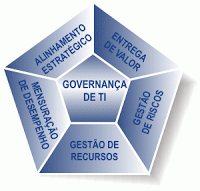 ALINHAMENTO
ESTRATÉGICO
ENTREGA
DE VALOR
GOVERNANÇA
DE TI
MENSURAÇÃO
DE DESEMPENHO
GESTÃO
DE RISCOS
GESTÃO DE
RECURSOS